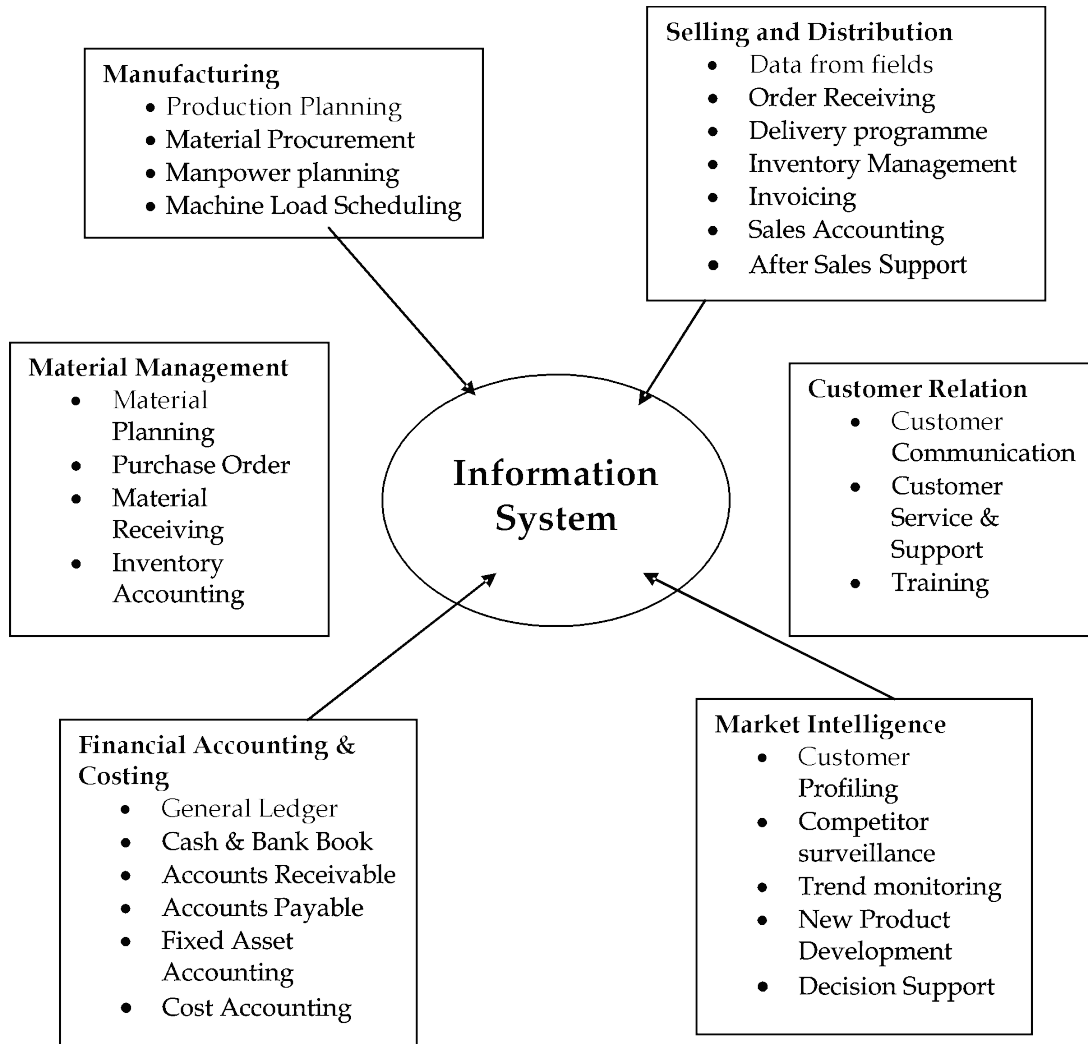 Manufacturing
• Production Planning
• Material Procurement
• Manpower planning
• Machine Load Scheduling
Selling and Distribution
• Data from fields
• Order Receiving
• Delivery programme
• Inventory Management
• Invoicing
• Sales Accounting
• After Sales Support
Material Management
• Material
Planning
• Purchase Order
• Material
Receiving
• Inventory
Accounting
Information
System
Customer Relation
• Customer
Communication
• Customer
Service &
Support
• Training
Financial Accounting &
Costing
• General Ledger
• Cash & Bank Book
• Accounts Receivable
• Accounts Payable
• Fixed Asset
Accounting
• Cost Accounting
Market Intelligence
• Customer
Profiling
• Competitor
surveillance
• Trend monitoring
• New Product
Development
• Decision Support